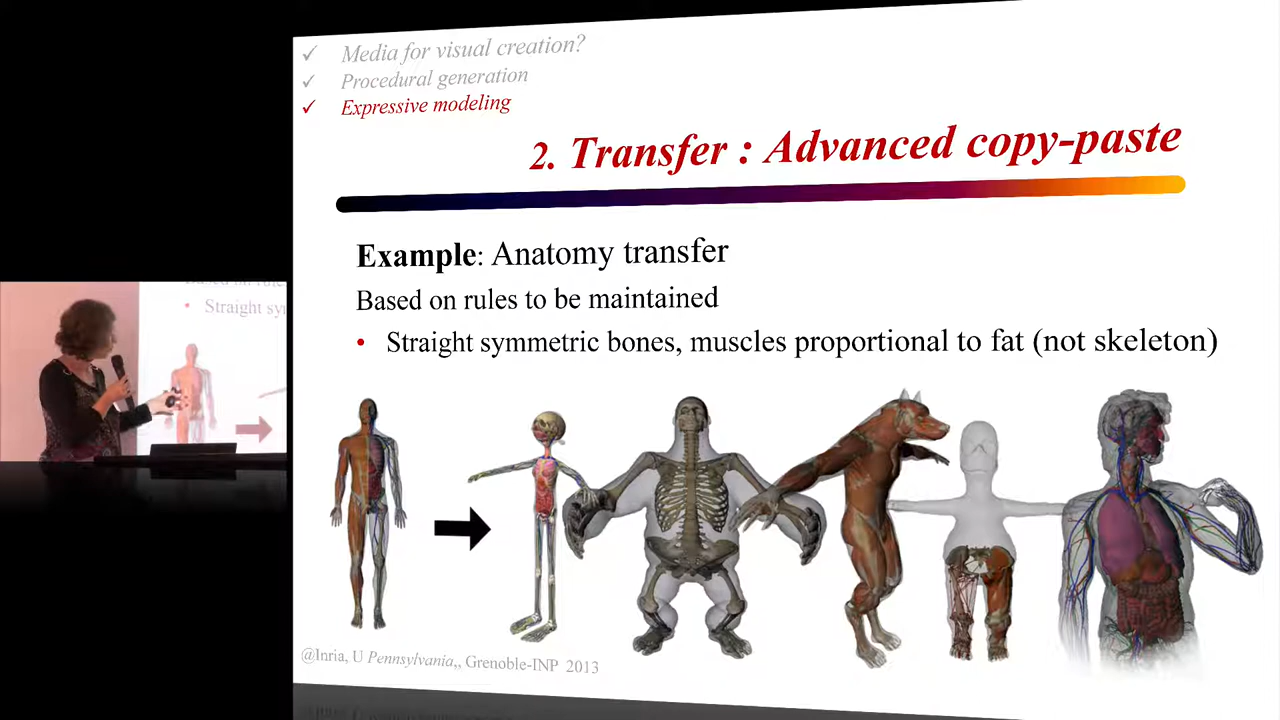 ✓ Media for visual creation?
✓ Procedural generation
✓ Expressive modeling
2. Transfer : Advanced copy-paste
Example: Anatomy transfer
Based on rules to be maintained
• Straight symmetric bones, muscles proportional to fat (not skeleton)
@Inria, U Pennsylvania,, Grenoble-INP 2013
• Straight sy